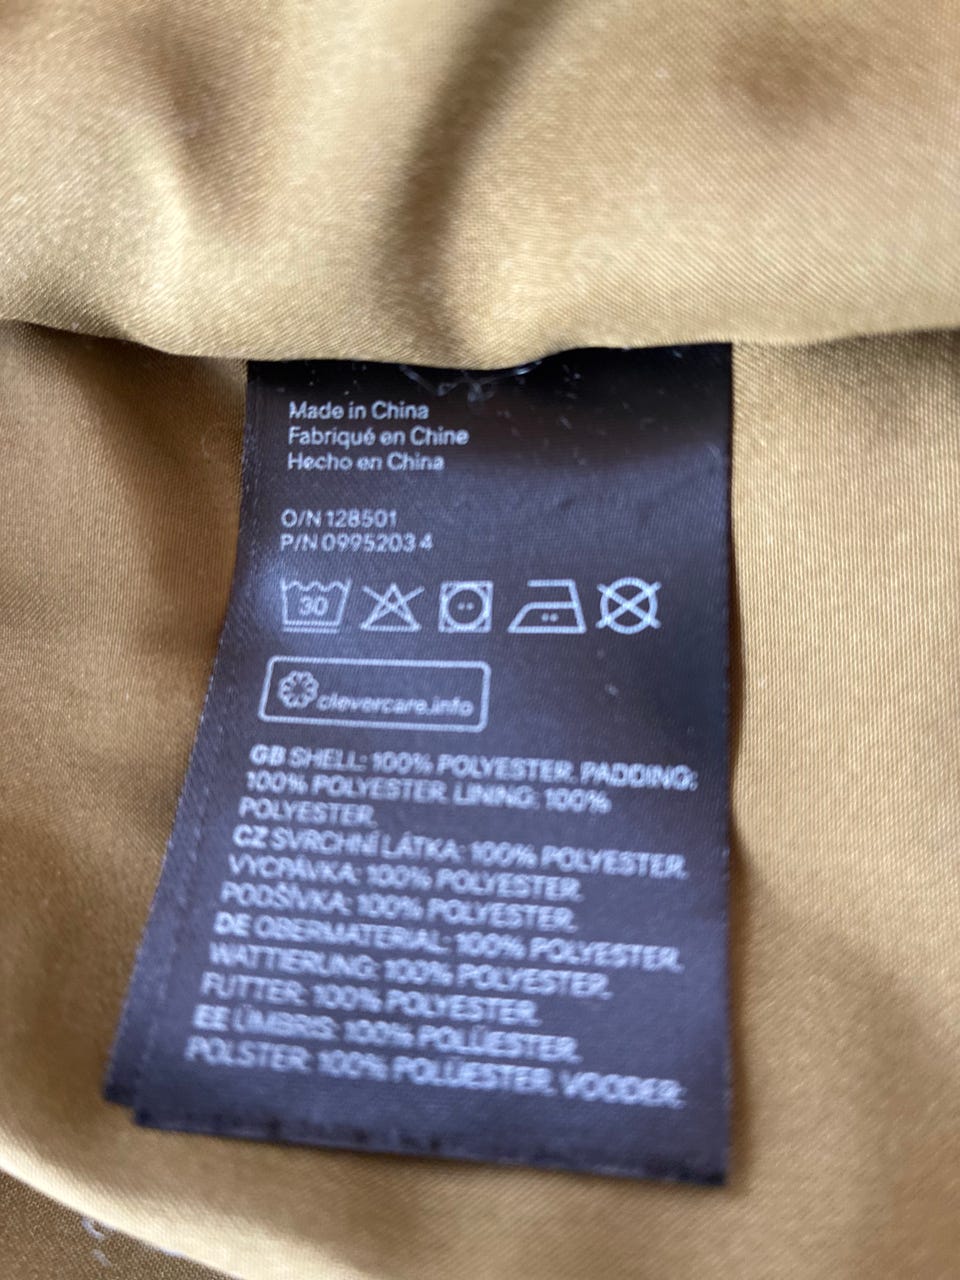 Made in China
Fabriqué en Chine
Hecho en China
O/N 128501
P/N 0995203 4
30
clevercare.info
GB SHELL: 100% POLYESTER. PADDING:
100% POLYESTER. LINING: 100%
POLYESTER.
CZ SVRCHNÍ LÁTKA: 100% POLYESTER.
VYCPÁVKA: 100% POLYESTER.
PODŠÍVKA: 100% POLYESTER.
DE OBERMATERIAL: 100% POLYESTER.
WATTIERUNG: 100% POLYESTER.
FUTTER: 100% POLYESTER.
EE ÜMBRIS: 100% POLÜESTER.
POLSTER: 100% POLÜESTER. VOODER: